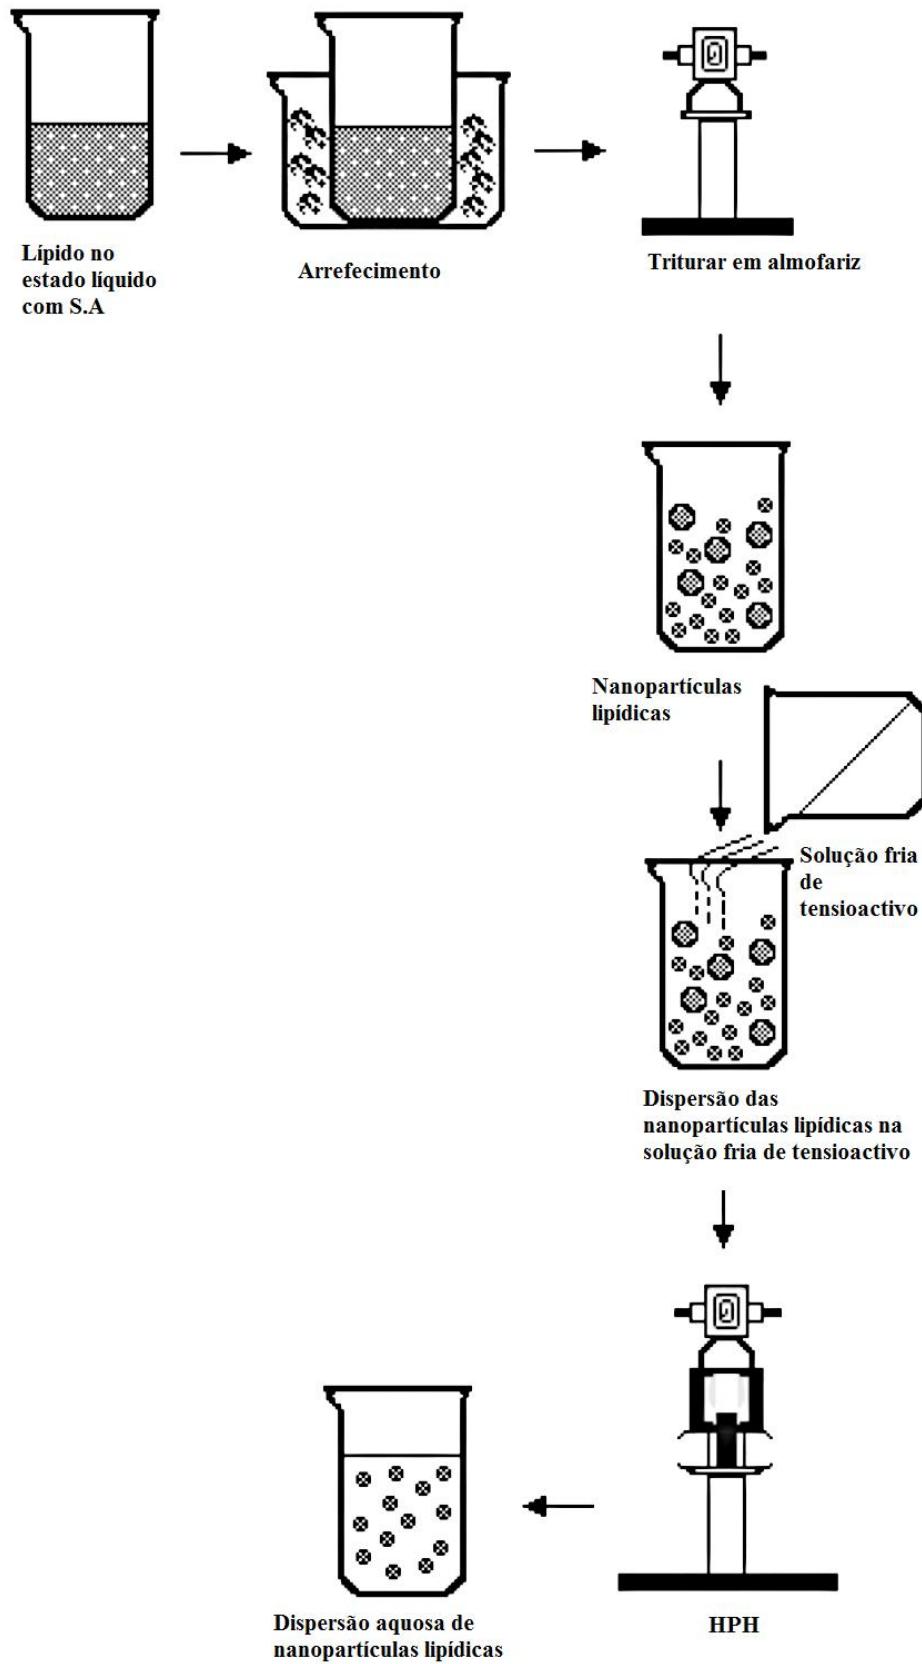 Lípido no
estado líquido
com S.A
Arrefecimento
Triturar em almofariz
Nanopartículas
lipídicas
Solução fria
de
tensioactivo
Dispersão das
nanopartículas lipídicas na
solução fria de tensioactivo
HPH
Dispersão aquosa de
nanopartículas lipídicas